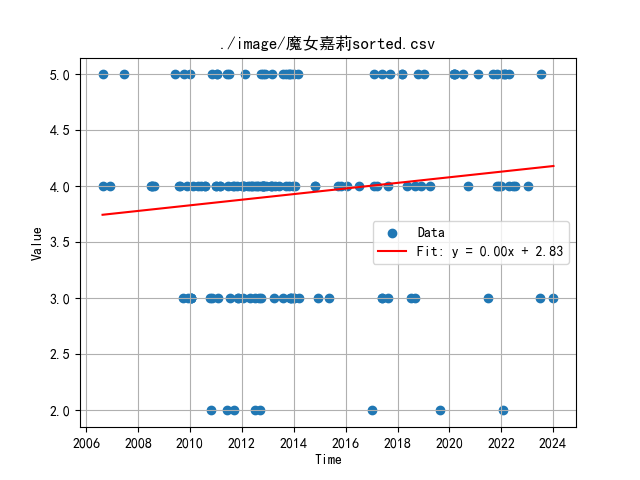 ./image/魔女嘉莉sorted.csv
5.0
4.5
4.0
3.5
3.0
2.5
2.0
Value
Data
Fit: y = 0.00x + 2.83
2006 2008 2010 2012 2014 2016 2018 2020 2022 2024
Time